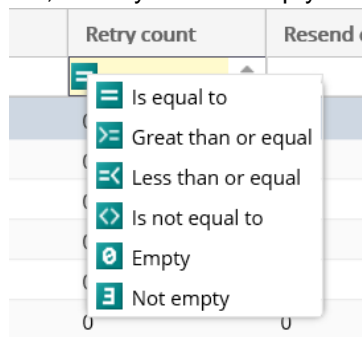 Retry count
Resend
Is equal to
Great than or equal
Less than or equal
Is not equal to
Empty
Not empty
0
0